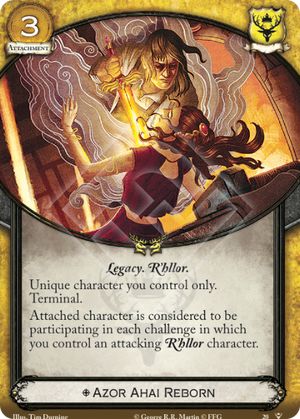 3
Attachment
Legacy. R'hllor.
Unique character you control only.
Terminal.
Attached character is considered to be
participating in each challenge in which
you control an attacking R'hllor character.
Azor Ahai Reborn
Illus. Tim Durning
© George R.R. Martin © FFG
28